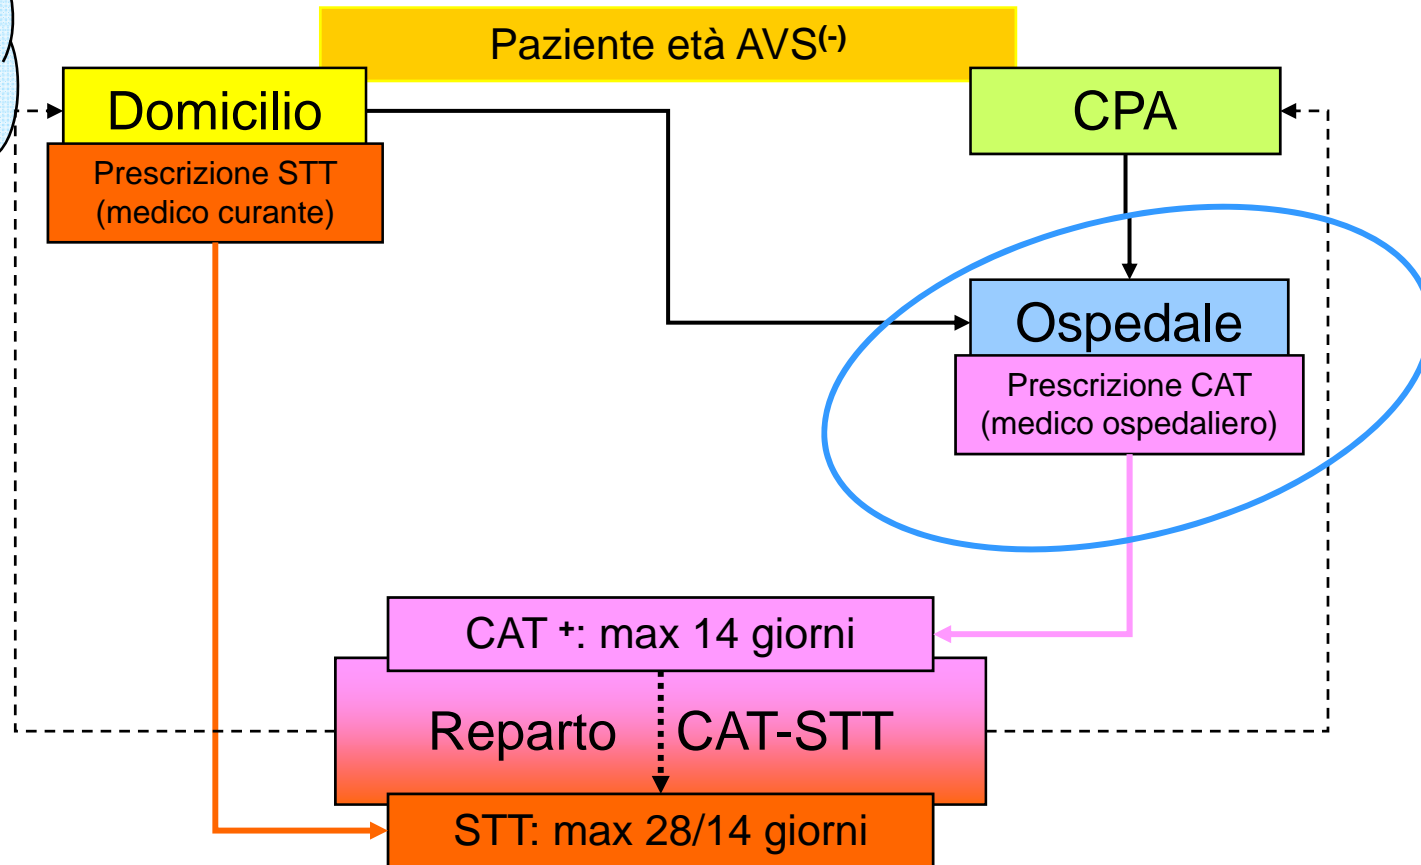 Paziente età AVS(-)
Domicilio
CPA
Prescrizione STT
(medico curante)
Ospedale
Prescrizione CAT
(medico ospedaliero)
CAT +: max 14 giorni
Reparto CAT-STT
STT: max 28/14 giorni